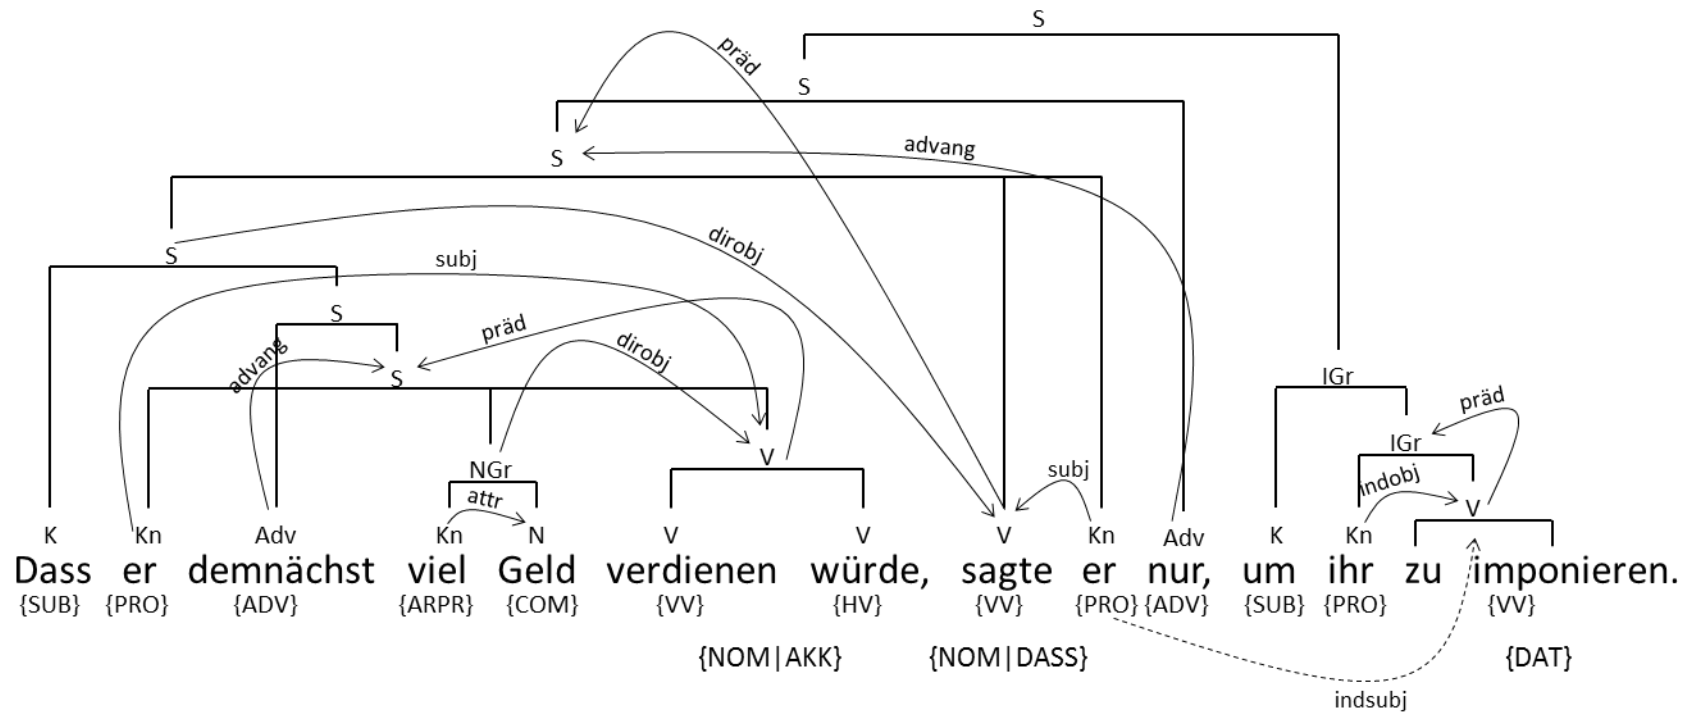 S
präd
S
advang
S
dirobj
S
subj
S
präd
dirobj
advang
S
IGr
präd
IGr
V
NGr
subj
indobj
attr
V
K Kn Adv Kn N V V V Kn Adv K Kn
Dass er demnächst viel Geld verdienen würde, sagte er nur, um ihr zu imponieren.
{SUB} {PRO} {ADV} {ARPR} {COM} {VV} {HV} {VV} {PRO} {ADV} {SUB} {PRO} {VV}
{NOM|AKK} {NOM|DASS} {DAT}
indsubj